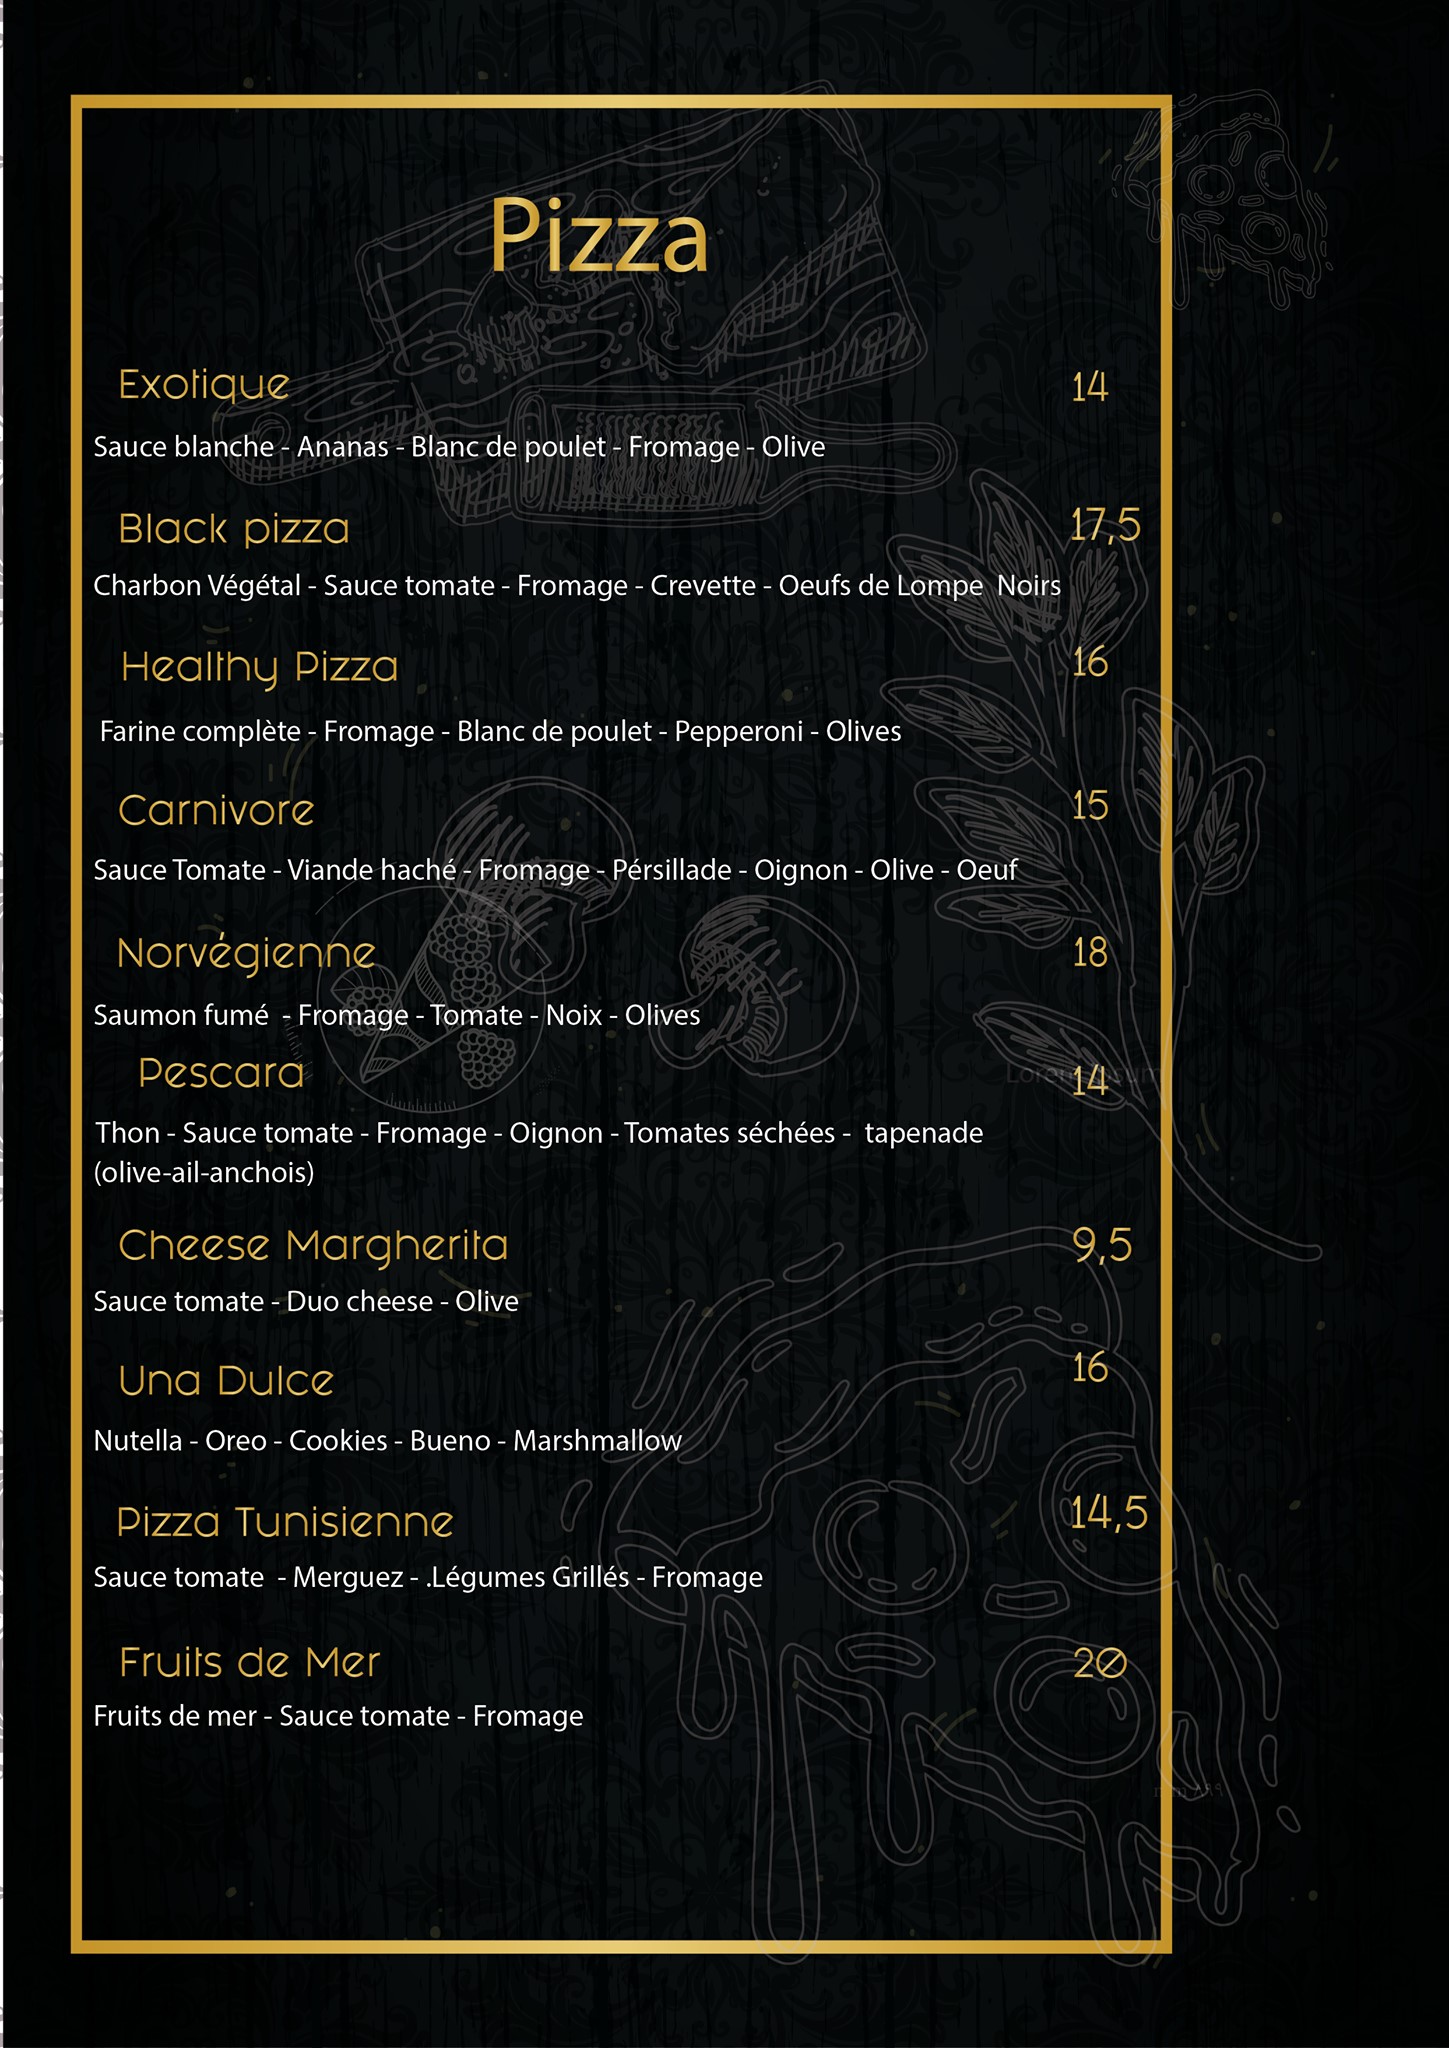 Pizza
Exotique 14
Sauce blanche - Ananas - Blanc de poulet - Fromage - Olive
Black pizza 17,5
Charbon Végétal - Sauce tomate - Fromage - Crevette - Oeufs de Lompe Noirs
Healthy Pizza 16
Farine complète - Fromage - Blanc de poulet - Pepperoni - Olives
Carnivore 15
Sauce Tomate - Viande haché - Fromage - Pérsillade - Oignon - Olive - Oeuf
Norvégienne 18
Saumon fumé - Fromage - Tomate - Noix - Olives
Pescara 14
Lorem Ipsum
Thon - Sauce tomate - Fromage - Oignon - Tomates séchées - tapenade
(olive-ail-anchois)
Cheese Margherita 9,5
Sauce tomate - Duo cheese - Olive
Una Dulce 16
Nutella - Oreo - Cookies - Bueno - Marshmallow
Pizza Tunisienne 14,5
Sauce tomate - Merguez - .Légumes Grillés - Fromage
Fruits de Mer 20
Fruits de mer - Sauce tomate - Fromage